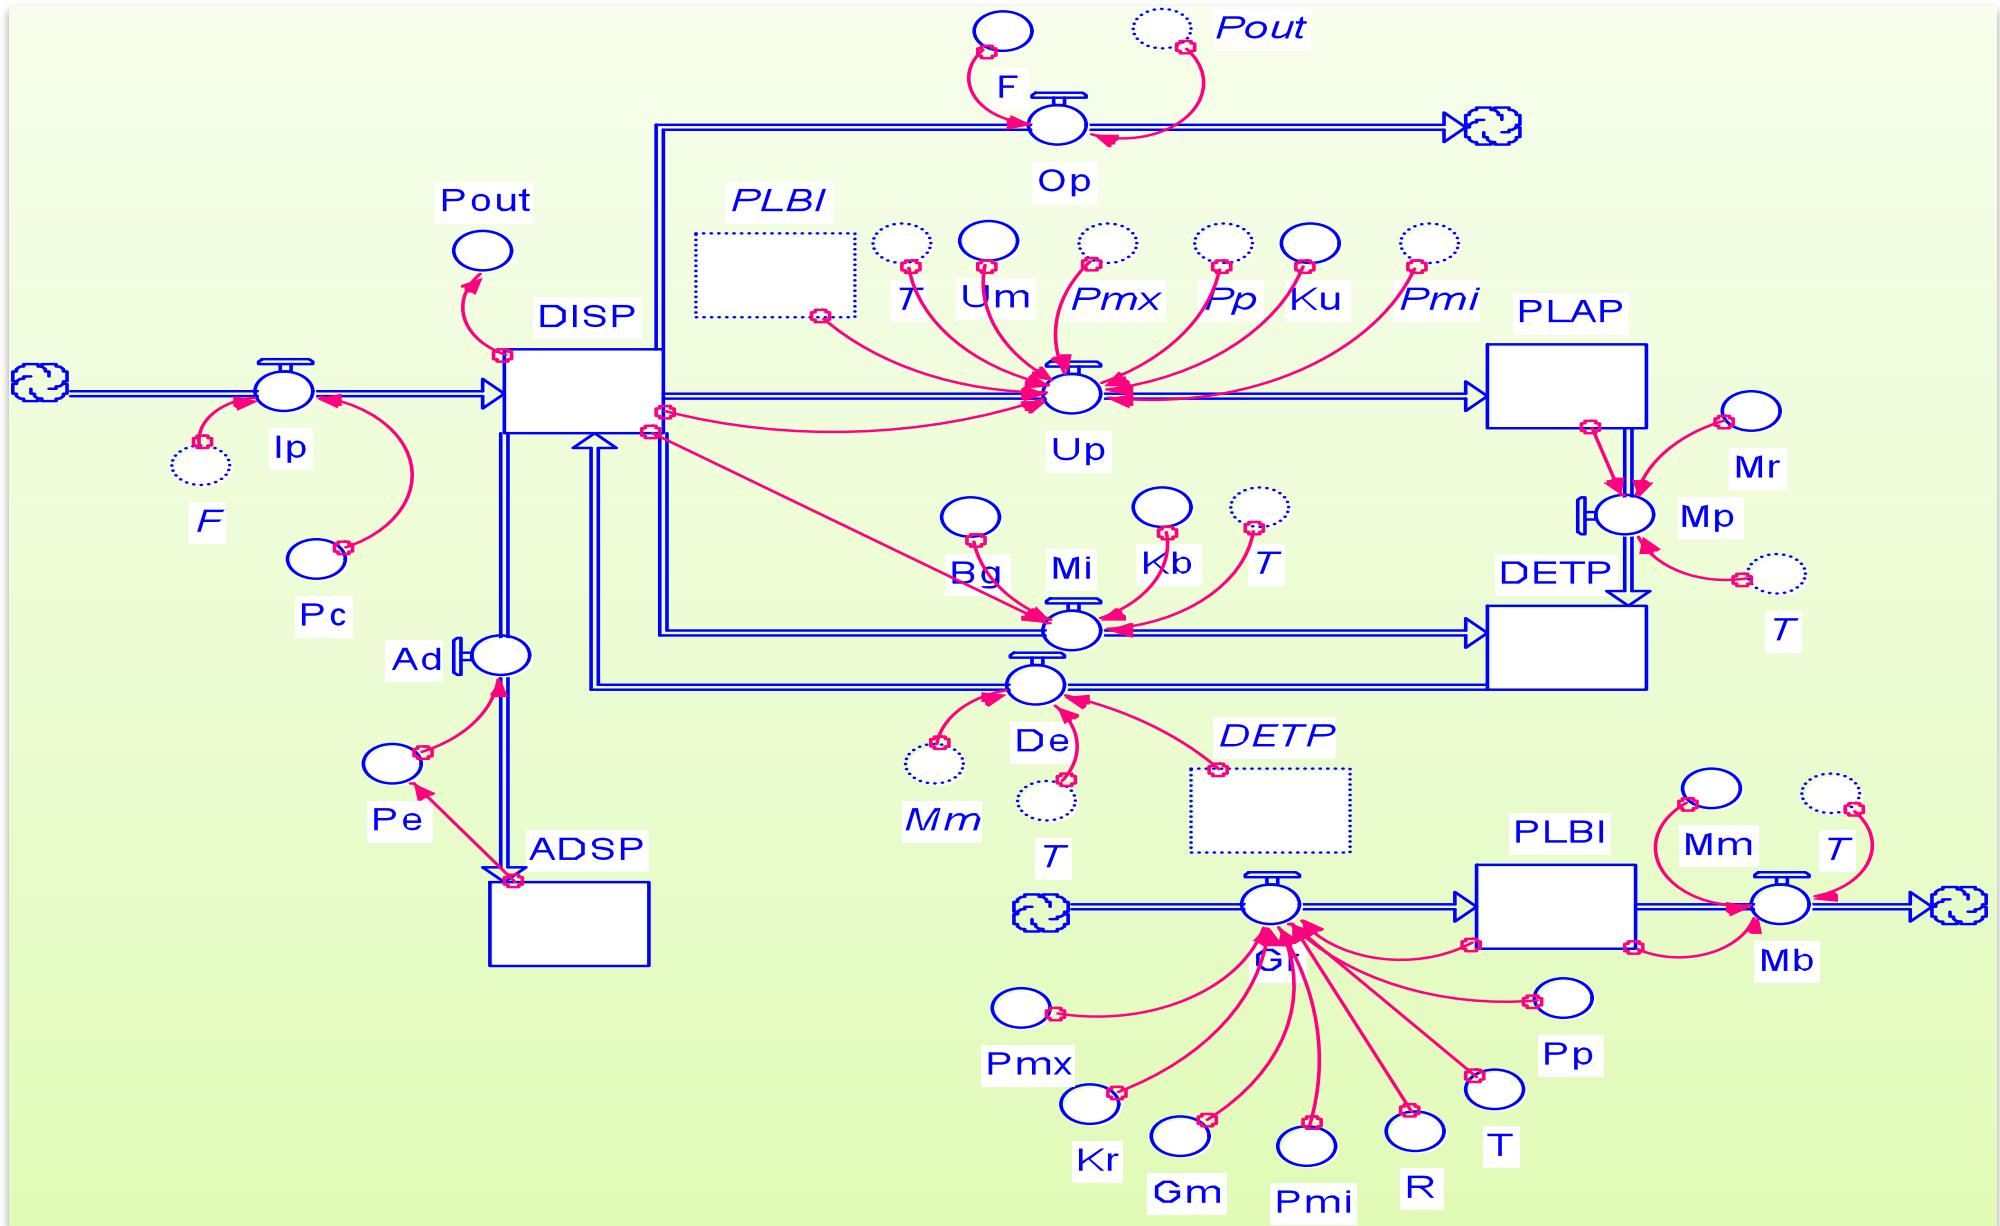 Pout
F
Op
Pout
PLBI
T
Um
Pmx
Pp
Ku
Pmi
DISP
PLAP
Ip
Up
Mr
F
Mp
Bg
Mi
Kb
T
DETP
Pc
T
Ad
De
DETP
Pe
Mm
T
ADSP
PLBI
Mm
T
Gr
Mb
Pmx
Pp
Kr
T
Gm
Pmi
R